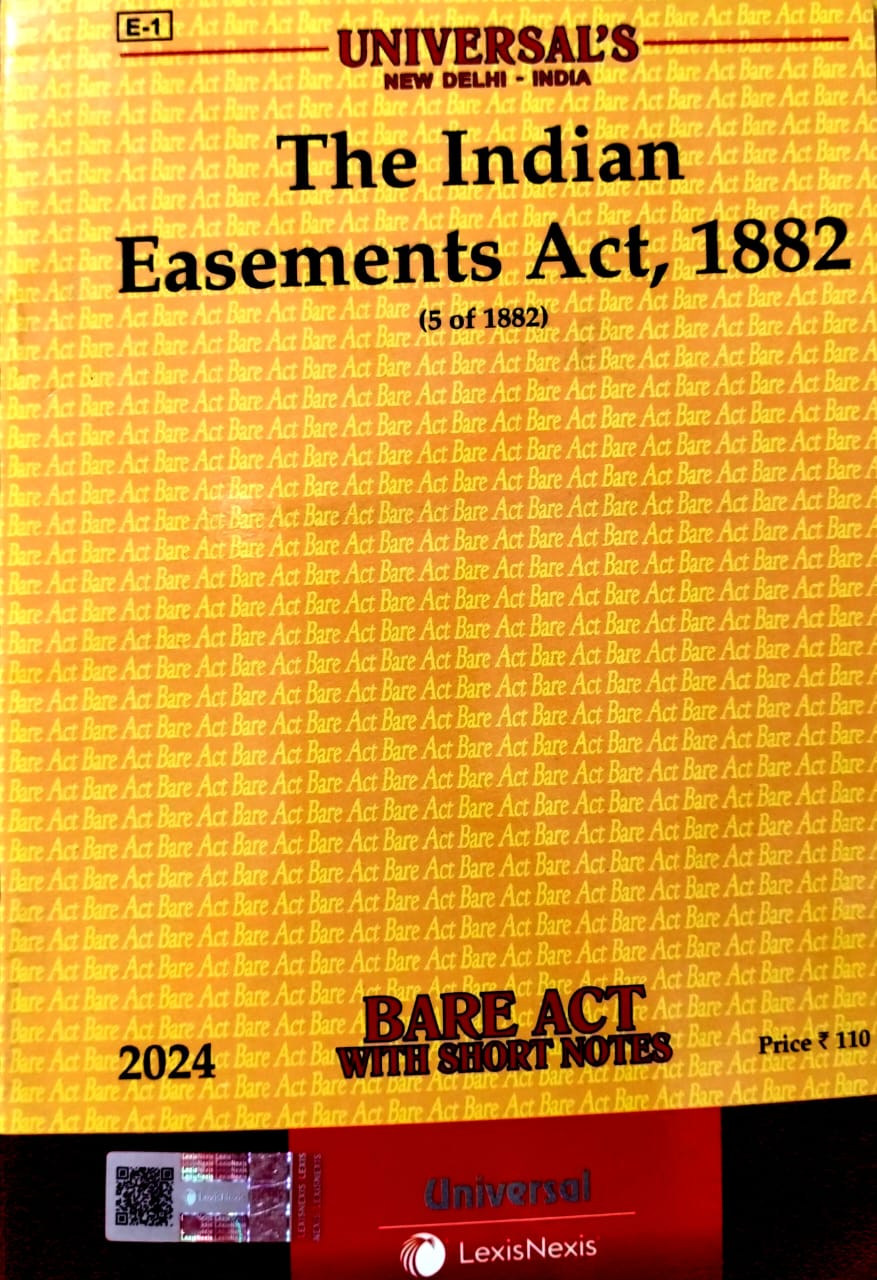 E-1
UNIVERSAL'S
NEW DELHI - INDIA
The Indian
Easements Act, 1882
(5 of 1882)
BARE ACT
WITH SHORT NOTES
2024
Price ₹ 110
Universal
LexisNexis
LexisNexis